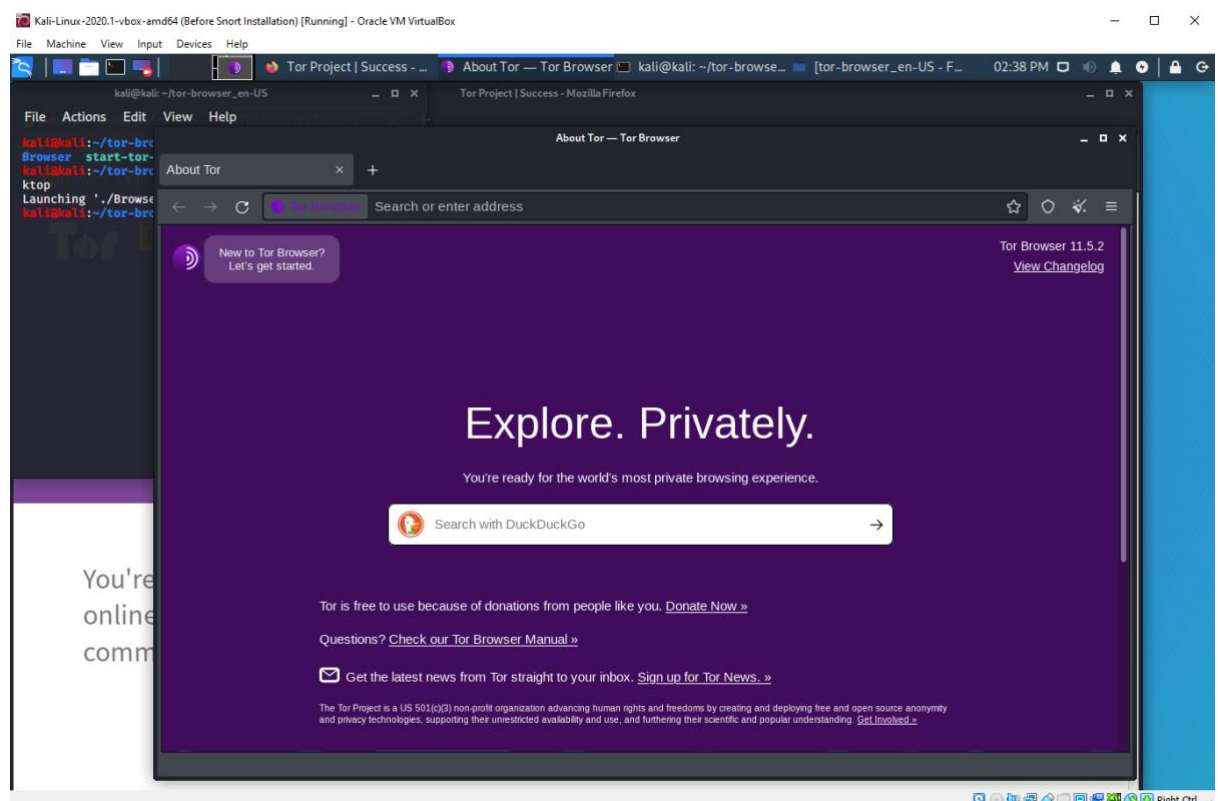 Kali-Linux-2020.1-vbox-amd64 (Before Snort Installation) [Running] - Oracle VM VirtualBox
File Machine View Input Devices Help
Tor Project | Success - ... About Tor — Tor Browser kali@kali: ~/tor-browse... [tor-browser_en-US - F... 02:38 PM
kali@kali: ~/tor-browser_en-US Tor Project | Success - Mozilla Firefox
File Actions Edit View Help
kali@kali:~/tor-bro
Browser start-tor-
kali@kali:~/tor-bro
ktop
Launching './Browse
kali@kali:~/tor-bro
Tor
About Tor — Tor Browser
About Tor
Tor Browser Search or enter address
New to Tor Browser?
Let's get started.
Tor Browser 11.5.2
View Changelog
Explore. Privately.
You're ready for the world's most private browsing experience.
Search with DuckDuckGo
Tor is free to use because of donations from people like you. Donate Now »
Questions? Check our Tor Browser Manual »
Get the latest news from Tor straight to your inbox. Sign up for Tor News. »
The Tor Project is a US 501(c)(3) non-profit organization advancing human rights and freedoms by creating and deploying free and open source anonymity
and privacy technologies, supporting their unrestricted availability and use, and furthering their scientific and popular understanding. Get Involved »
You're
online
comm
Right Ctrl